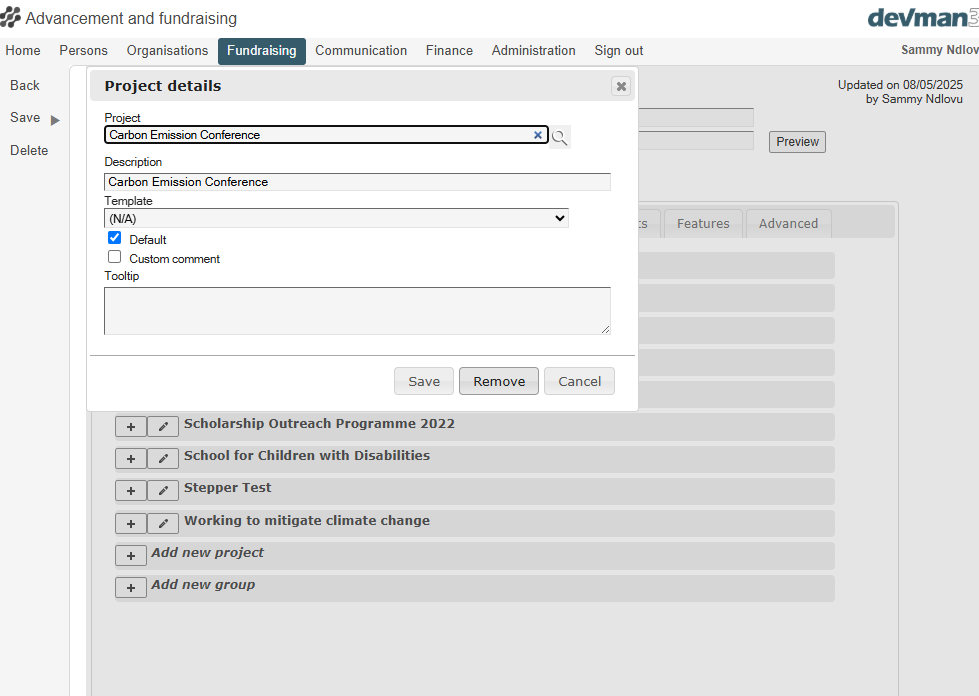 Advancement and fundraising
devman3
Home Persons Organisations Fundraising Communication Finance Administration Sign out
Sammy Ndlov
Back
Save
Delete
Project details
Updated on 08/05/2025
by Sammy Ndlovu
Project
Carbon Emission Conference
Preview
Description
Carbon Emission Conference
Template
(N/A)
Default
Custom comment
Tooltip
ts Features Advanced
Save Remove Cancel
Scholarship Outreach Programme 2022
School for Children with Disabilities
Stepper Test
Working to mitigate climate change
Add new project
Add new group